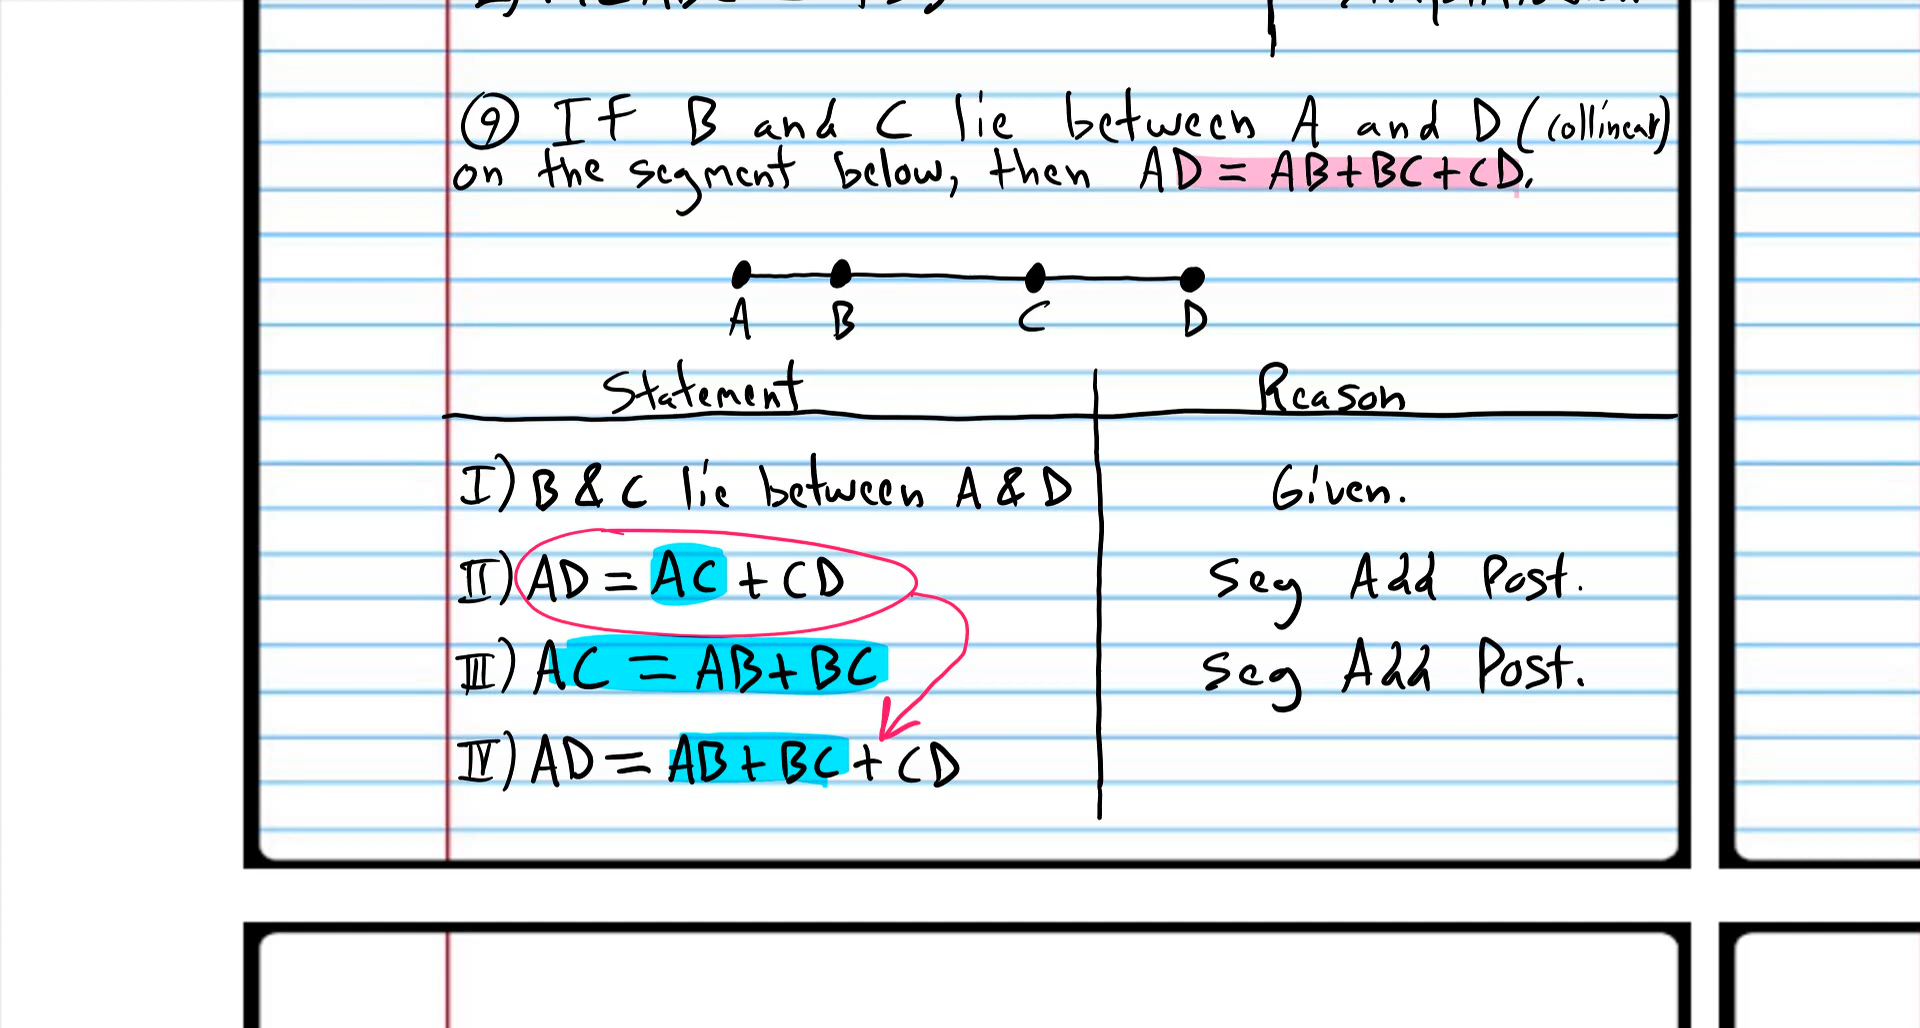 ⑨ If B and C lie between A and D (collinear)
on the segment below, then AD = AB+BC+CD.
A B C D
Statement Reason
I) B & C lie between A & D Given.
II) AD = AC + CD Seg Add Post.
III) AC = AB+BC Seg Add Post.
IV) AD = AB+BC+CD